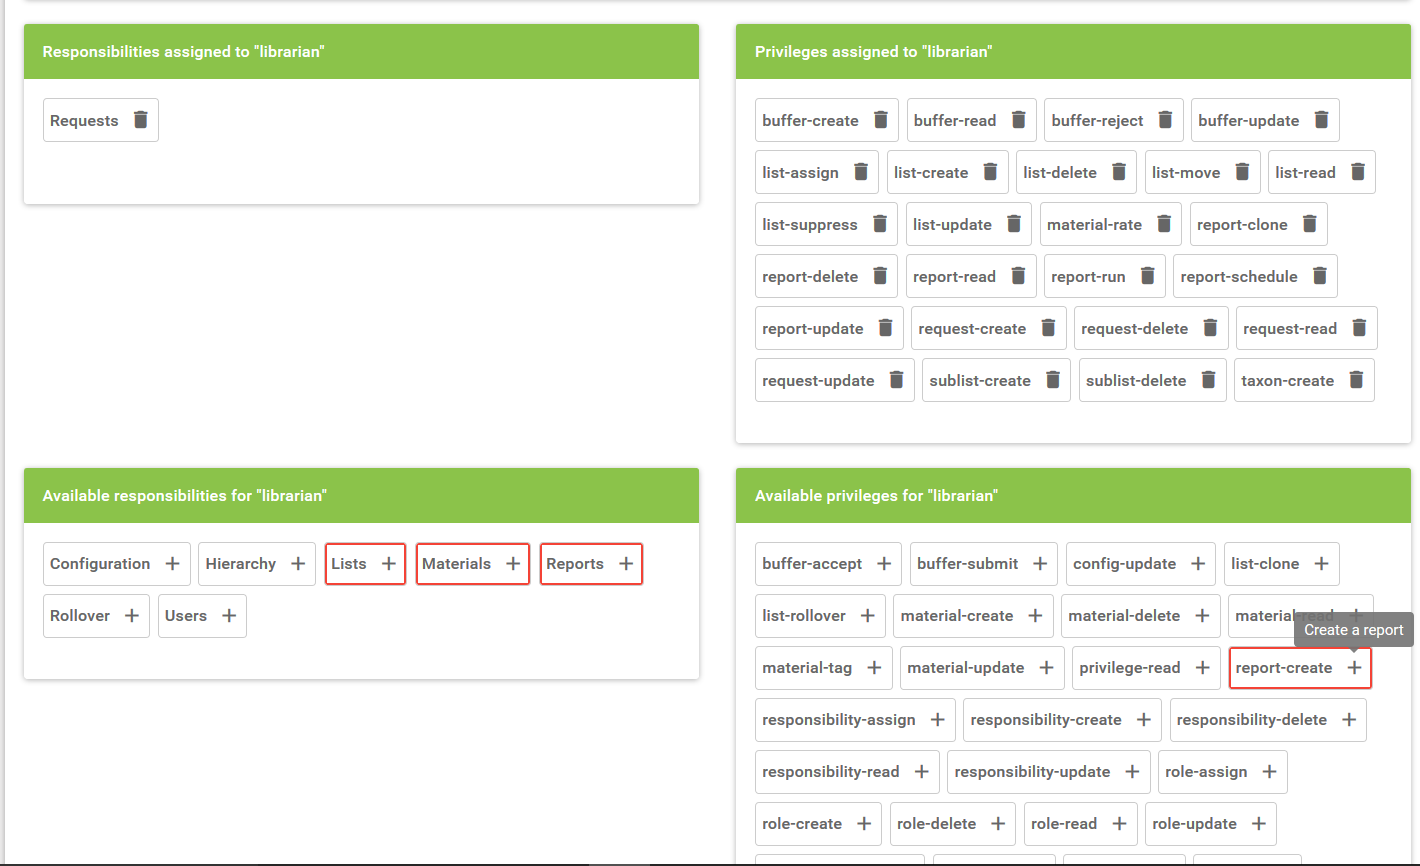 Responsibilities assigned to "librarian"
Requests
Privileges assigned to "librarian"
buffer-create buffer-read buffer-reject buffer-update
list-assign list-create list-delete list-move list-read
list-suppress list-update material-rate report-clone
report-delete report-read report-run report-schedule
report-update request-create request-delete request-read
request-update sublist-create sublist-delete taxon-create
Available responsibilities for "librarian"
Configuration Hierarchy Lists Materials Reports
Rollover Users
Available privileges for "librarian"
buffer-accept buffer-submit config-update list-clone
list-rollover material-create material-delete material-read
Create a report
material-tag material-update privilege-read report-create
responsibility-assign responsibility-create responsibility-delete
responsibility-read responsibility-update role-assign
role-create role-delete role-read role-update